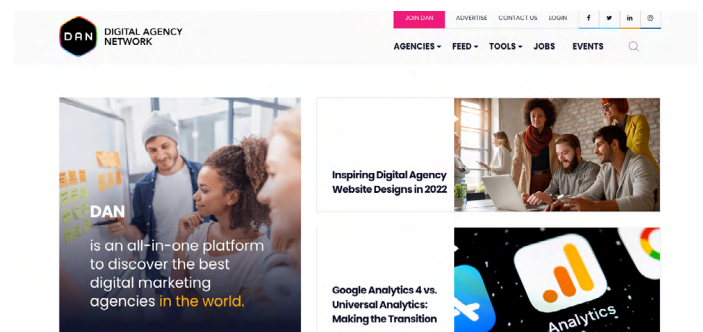 JOIN DAN
ADVERTISE CONTACT US LOGIN
DAN
DIGITAL AGENCY
NETWORK
AGENCIES FEED TOOLS JOBS EVENTS
DAN
is an all-in-one platform
to discover the best
digital marketing
agencies in the world.
Inspiring Digital Agency
Website Designs in 2022
Google Analytics 4 vs.
Universal Analytics:
Making the Transition
Analytics